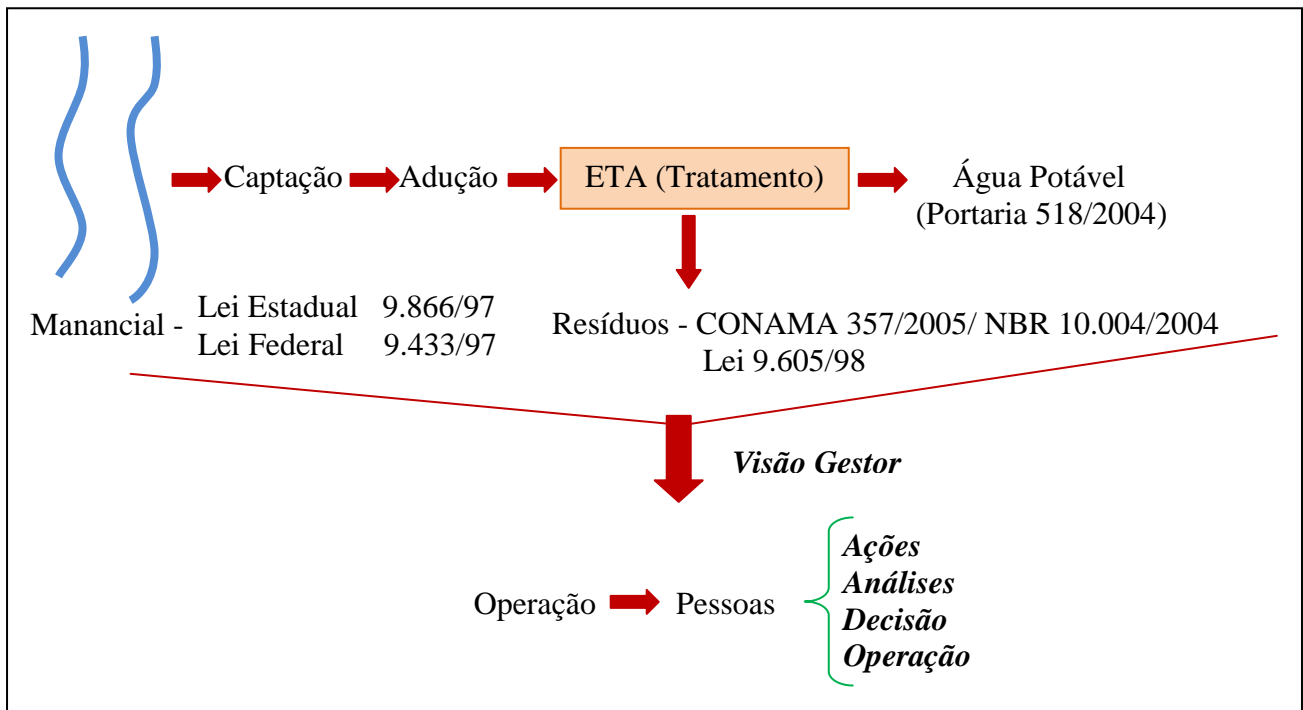 Captação Adução ETA (Tratamento) Água Potável
(Portaria 518/2004)
Manancial - Lei Estadual 9.866/97
Lei Federal 9.433/97
Resíduos - CONAMA 357/2005/ NBR 10.004/2004
Lei 9.605/98
Visão Gestor
Operação Pessoas
Ações
Análises
Decisão
Operação